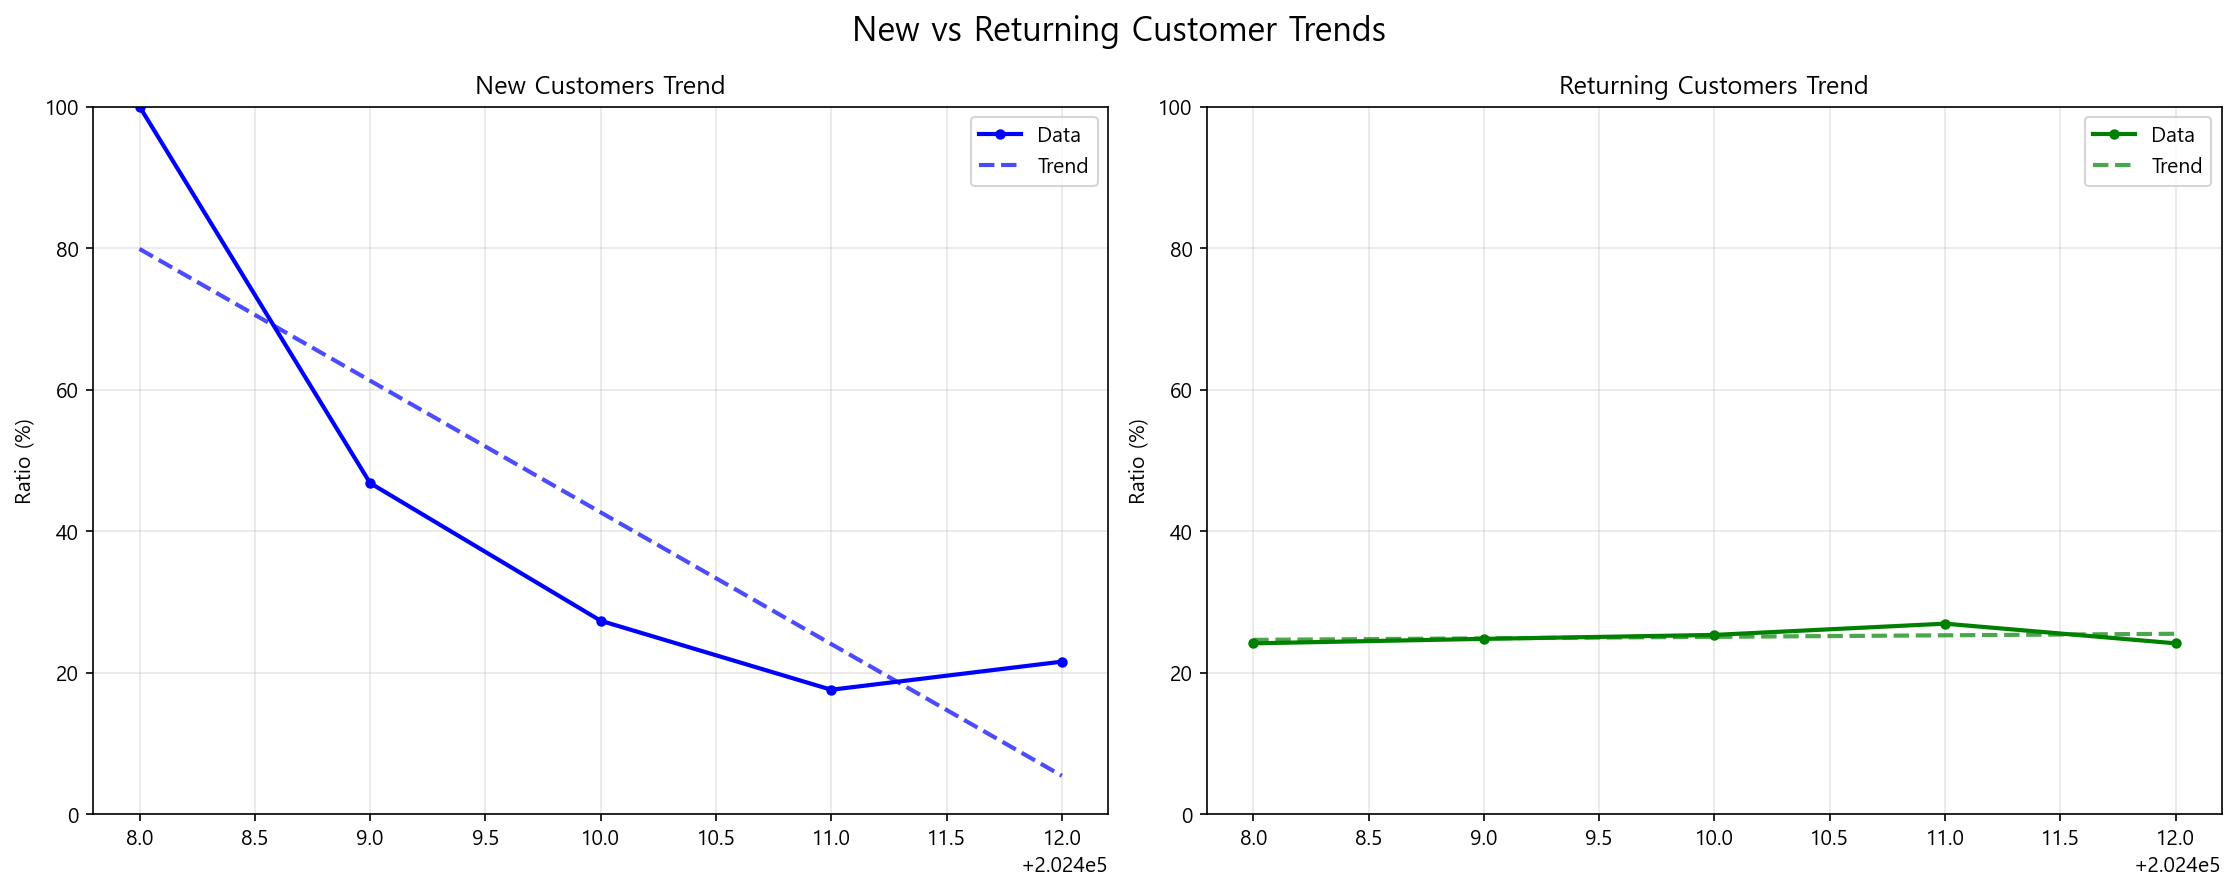 New vs Returning Customer Trends
New Customers Trend
Ratio (%)
100
80
60
40
20
0
Data
Trend
8.0 8.5 9.0 9.5 10.0 10.5 11.0 11.5 12.0
+2.024e5
Returning Customers Trend
Ratio (%)
100
80
60
40
20
0
Data
Trend
8.0 8.5 9.0 9.5 10.0 10.5 11.0 11.5 12.0
+2.024e5